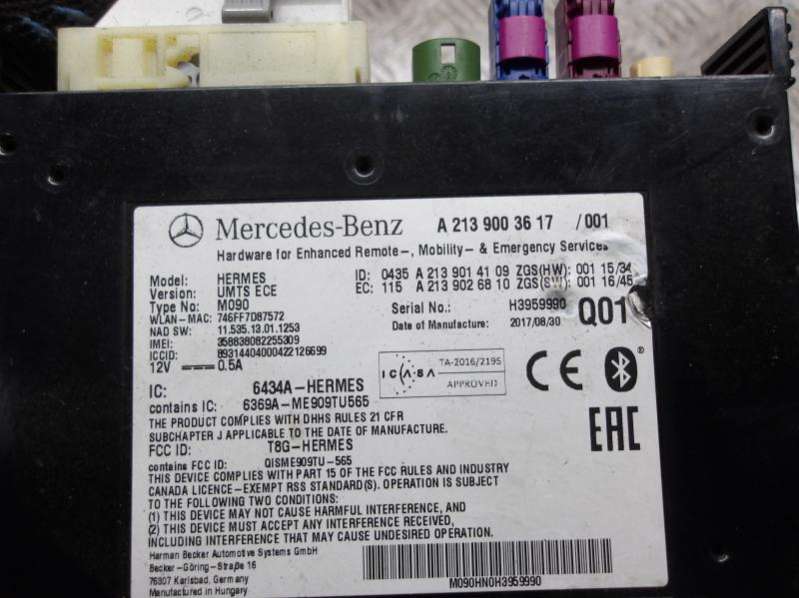 Mercedes-Benz A 213 900 36 17 /001
Hardware for Enhanced Remote-, Mobility- & Emergency Services
Model: HERMES ID: 0435 A 213 901 41 09 ZGS(HW): 001 15/34
Version: UMTS ECE EC: 115 A 213 902 68 10 ZGS(SW): 001 16/45
Type No: M090 Serial No.: H3959990 Q01
WLAN-MAC: 746FF7D87572
NAD SW: 11.535.13.01.1253 Date of Manufacture: 2017/08/30
IMEI: 358838082255309
ICCID: 89314404000422126699
12V 0.5A
ICASA TA-2016/2195
APPROVED
CE
IC: 6434A-HERMES
contains IC: 6369A-ME909TU565
THE PRODUCT COMPLIES WITH DHHS RULES 21 CFR
SUBCHAPTER J APPLICABLE TO THE DATE OF MANUFACTURE.
EAC
FCC ID: T8G-HERMES
contains FCC ID: QISME909TU-565
THIS DEVICE COMPLIES WITH PART 15 OF THE FCC RULES AND INDUSTRY
CANADA LICENCE-EXEMPT RSS STANDARD(S). OPERATION IS SUBJECT
TO THE FOLLOWING TWO CONDITIONS:
(1) THIS DEVICE MAY NOT CAUSE HARMFUL INTERFERENCE, AND
(2) THIS DEVICE MUST ACCEPT ANY INTERFERENCE RECEIVED,
INCLUDING INTERFERENCE THAT MAY CAUSE UNDESIRED OPERATION.
Harman Becker Automotive Systems GmbH
Becker-Göring-Straße 16
76307 Karlsbad, Germany
Manufactured in Hungary
M090HN0H3959990